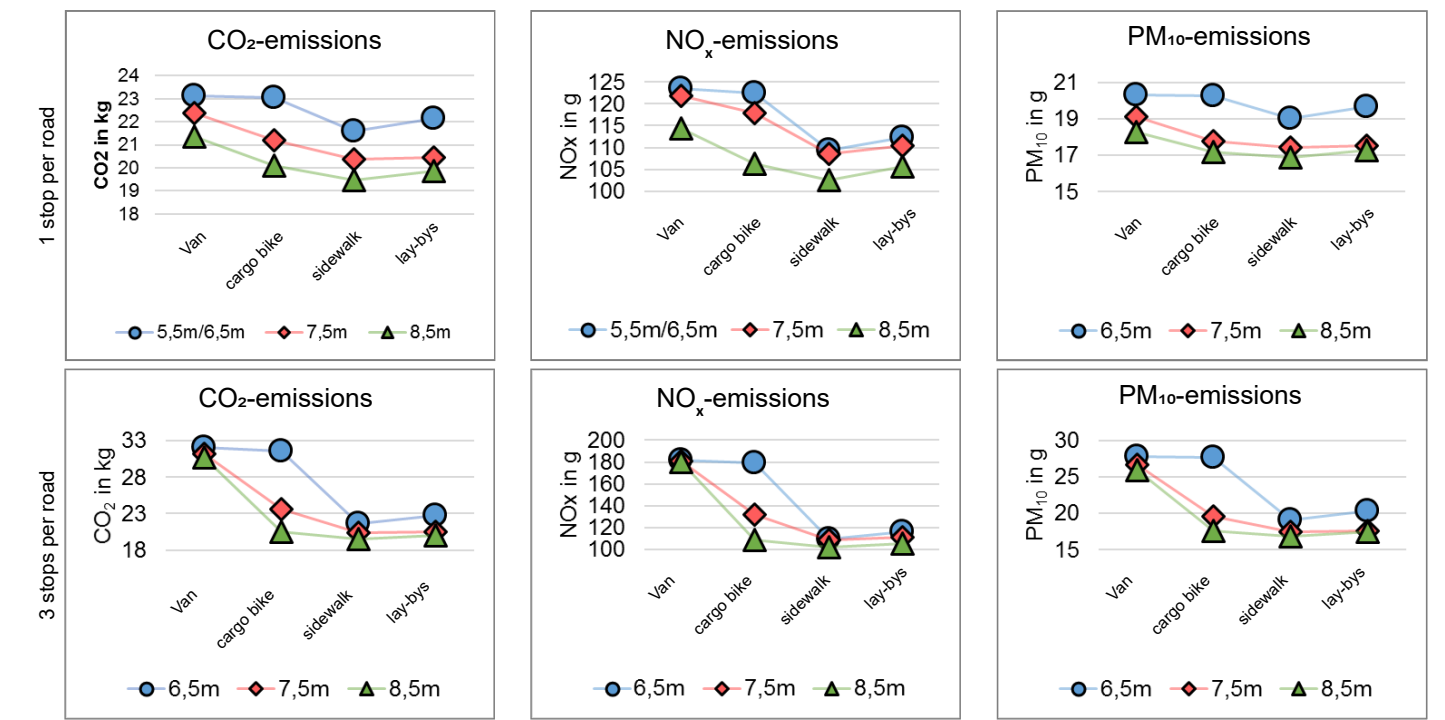 1 stop per road
CO₂-emissions
CO2 in kg
24
23
22
21
20
19
18
Van
cargo bike
sidewalk
lay-bys
5,5m/6,5m 7,5m 8,5m
NOₓ-emissions
NOx in g
125
120
115
110
105
100
Van
cargo bike
sidewalk
lay-bys
5,5m/6,5m 7,5m 8,5m
PM₁₀-emissions
PM₁₀ in g
21
19
17
15
Van
cargo bike
sidewalk
lay-bys
6,5m 7,5m 8,5m
3 stops per road
CO₂-emissions
CO₂ in kg
33
28
23
18
Van
cargo bike
sidewalk
lay-bys
6,5m 7,5m 8,5m
NOₓ-emissions
NOx in g
200
180
160
140
120
100
Van
cargo bike
sidewalk
lay-bys
6,5m 7,5m 8,5m
PM₁₀-emissions
PM₁₀ in g
30
25
20
15
Van
cargo bike
sidewalk
lay-bys
6,5m 7,5m 8,5m